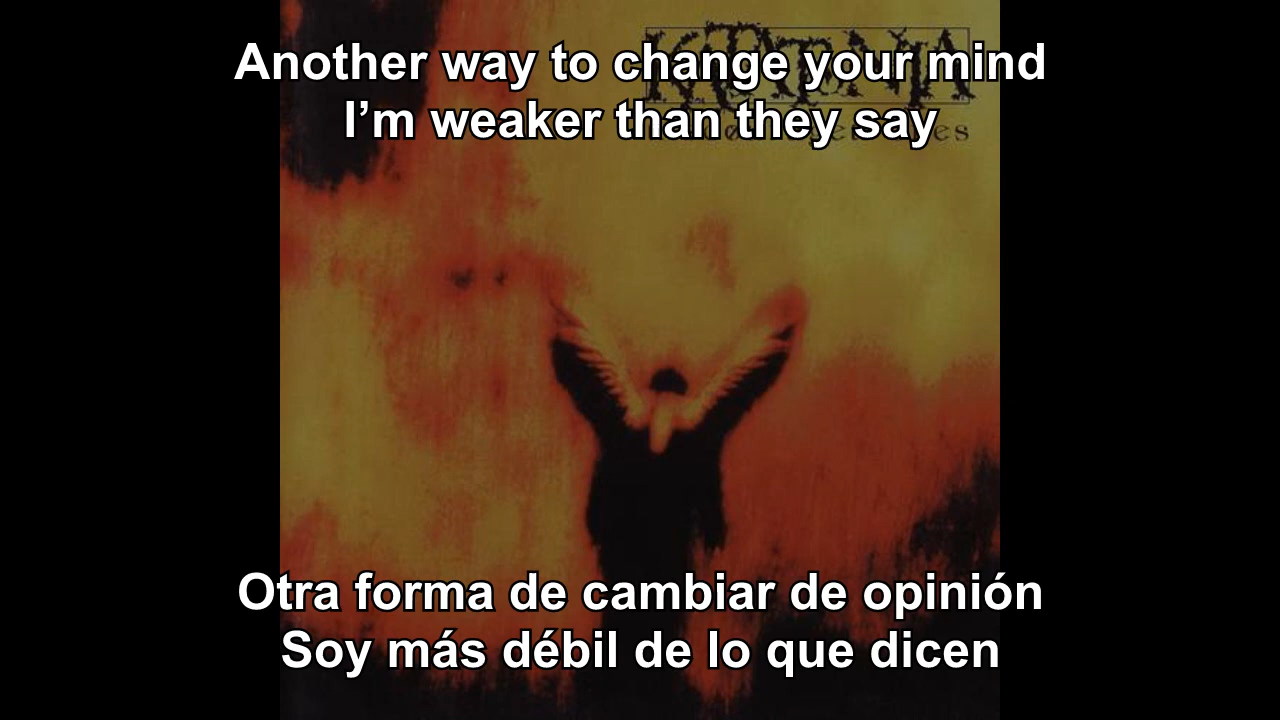 Another way to change your mind
KATATONIA
I’m weaker than they say
Otra forma de cambiar de opinión
Soy más débil de lo que dicen